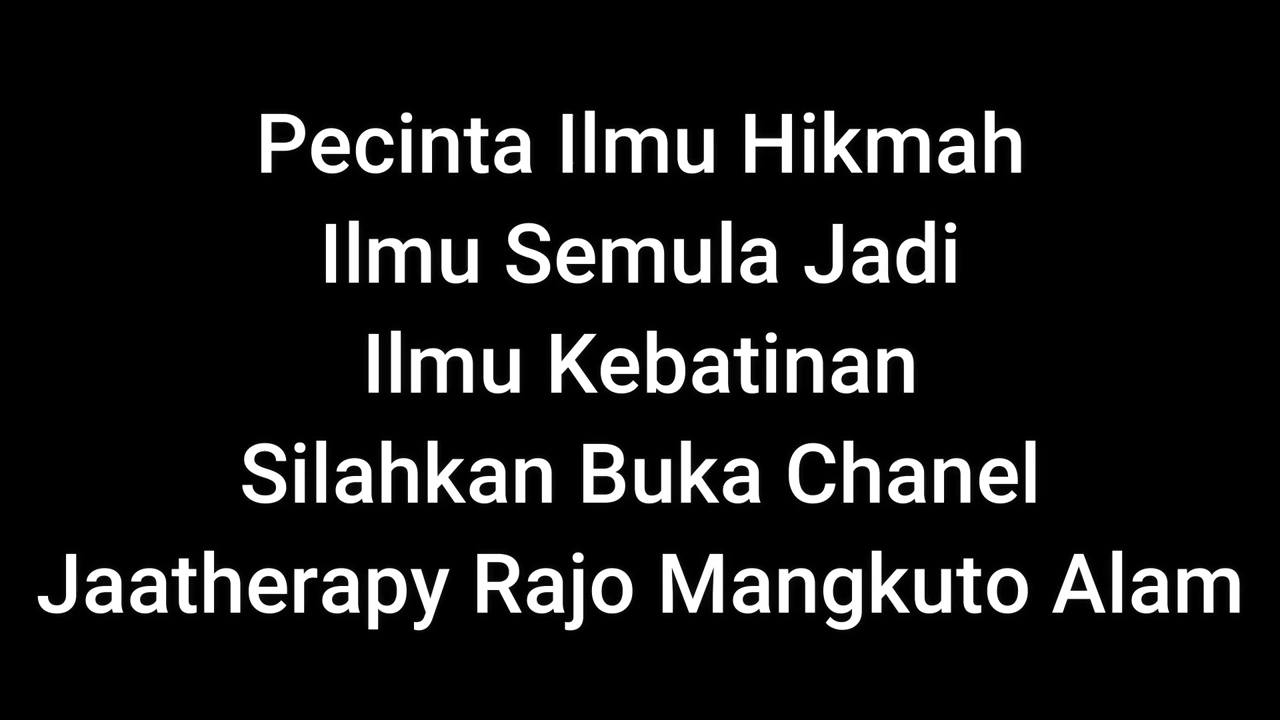 Pecinta Ilmu Hikmah
Ilmu Semula Jadi
Ilmu Kebatinan
Silahkan Buka Chanel
Jaatherapy Rajo Mangkuto Alam